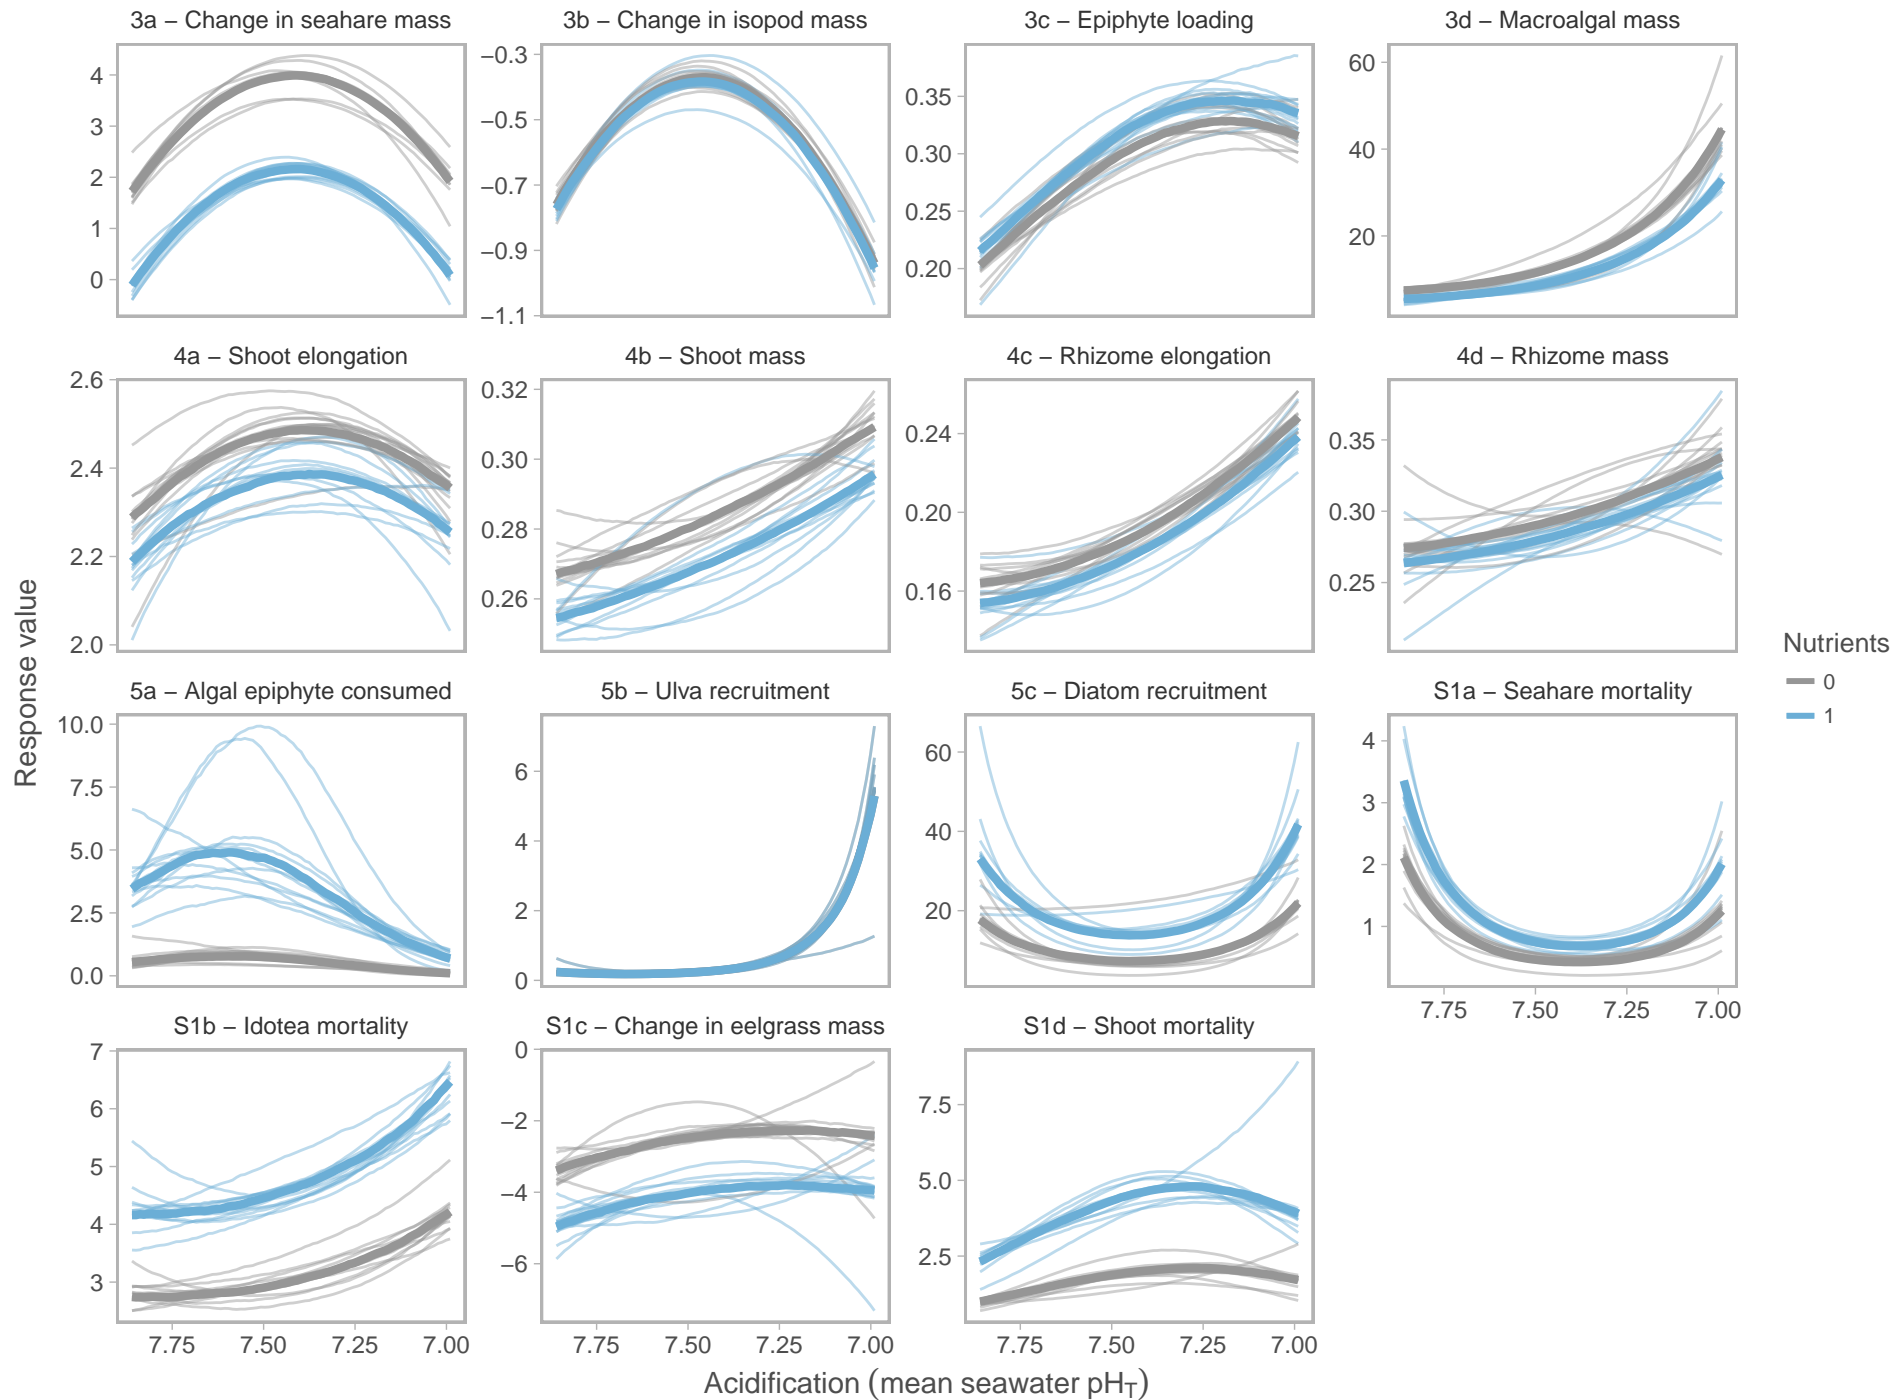 3a – Change in seahare mass
3b – Change in isopod mass
3c – Epiphyte loading
3d – Macroalgal mass
4
3
2
1
0
−0.3
−0.5
−0.7
−0.9
−1.1
0.35
0.30
0.25
0.20
60
40
20
4a – Shoot elongation
4b – Shoot mass
4c – Rhizome elongation
4d – Rhizome mass
2.6
2.4
2.2
2.0
0.32
0.30
0.28
0.26
0.24
0.20
0.16
0.35
0.30
0.25
Response value
Nutrients
0
1
5a – Algal epiphyte consumed
5b – Ulva recruitment
5c – Diatom recruitment
S1a – Seahare mortality
10.0
7.5
5.0
2.5
0.0
6
4
2
0
60
40
20
4
3
2
1
7.75 7.50 7.25 7.00
S1b – Idotea mortality
S1c – Change in eelgrass mass
S1d – Shoot mortality
7
6
5
4
3
0
−2
−4
−6
7.5
5.0
2.5
7.75 7.50 7.25 7.00
7.75 7.50 7.25 7.00
7.75 7.50 7.25 7.00
Acidification (mean seawater pH_T)